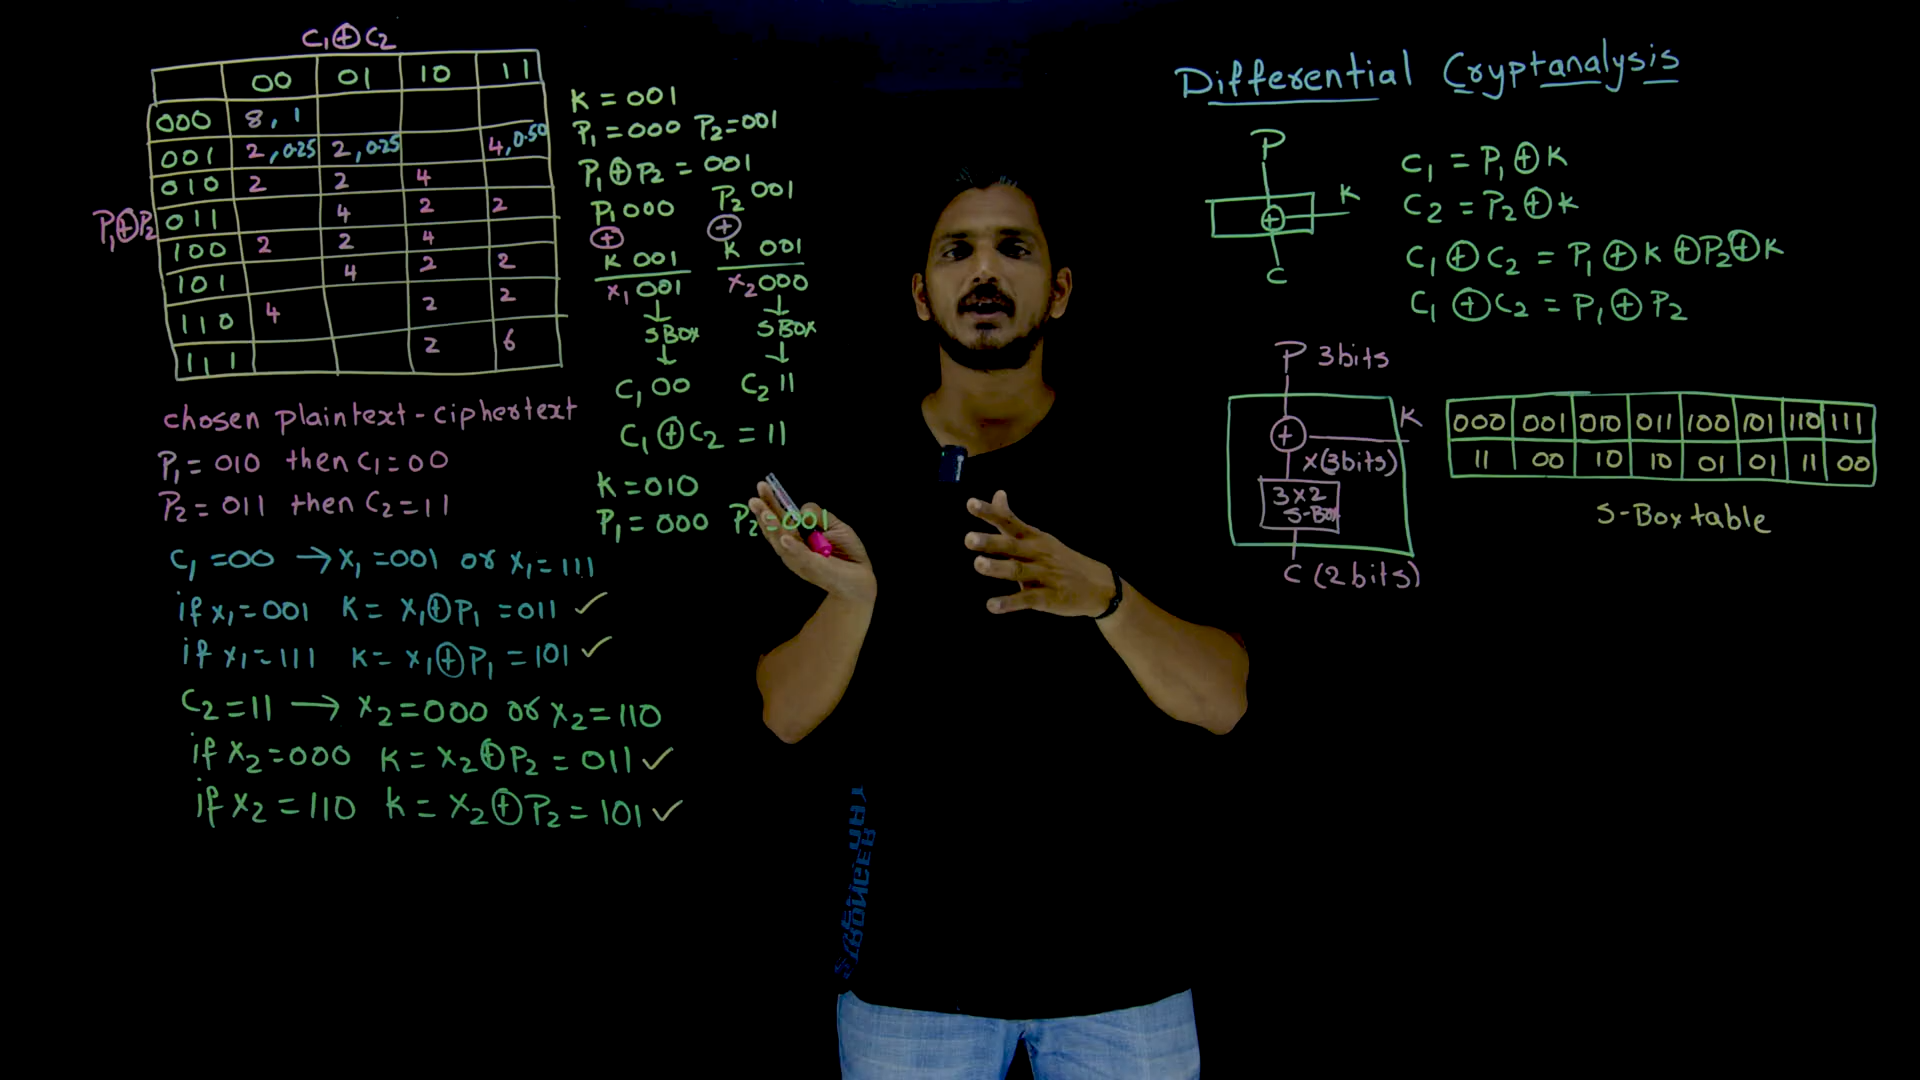 C₁⊕C₂
00 01 10 11
000 8, 1
001 2, 0.25 2, 0.25 4, 0.50
010 2 2 4
P₁⊕P₂
011 4 2 2
100 2 2 4
101 4 2 2
110 4 2 2
111 2 6
chosen plaintext-ciphertext
P₁= 010 then C₁=00
P₂= 011 then C₂=11
C₁=00 → X₁=001 or X₁=111
if X₁=001 K= X₁⊕P₁ =011 ✓
if X₁=111 K= X₁⊕P₁ =101 ✓
C₂=11 → X₂=000 or X₂=110
if X₂=000 K= X₂⊕P₂ = 011 ✓
if X₂=110 K= X₂⊕P₂ = 101 ✓
K = 001
P₁=000 P₂=001
P₁⊕P₂ = 001
P₁ 000 P₂ 001
⊕ ⊕
K 001 K 001
X₁ 001 X₂ 000
↓ ↓
SBOX SBOX
↓ ↓
C₁ 00 C₂ 11
C₁⊕C₂ = 11
K=010
P₁=000 P₂=001
Differential Cryptanalysis
P
K
⊕
C
C₁ = P₁⊕K
C₂ = P₂⊕K
C₁⊕C₂ = P₁⊕K⊕P₂⊕K
C₁⊕C₂ = P₁⊕P₂
P 3bits
K
⊕
X(3bits)
3x2
S-Box
C (2bits)
000 001 010 011 100 101 110 111
11 00 10 10 01 01 11 00
S-Box table